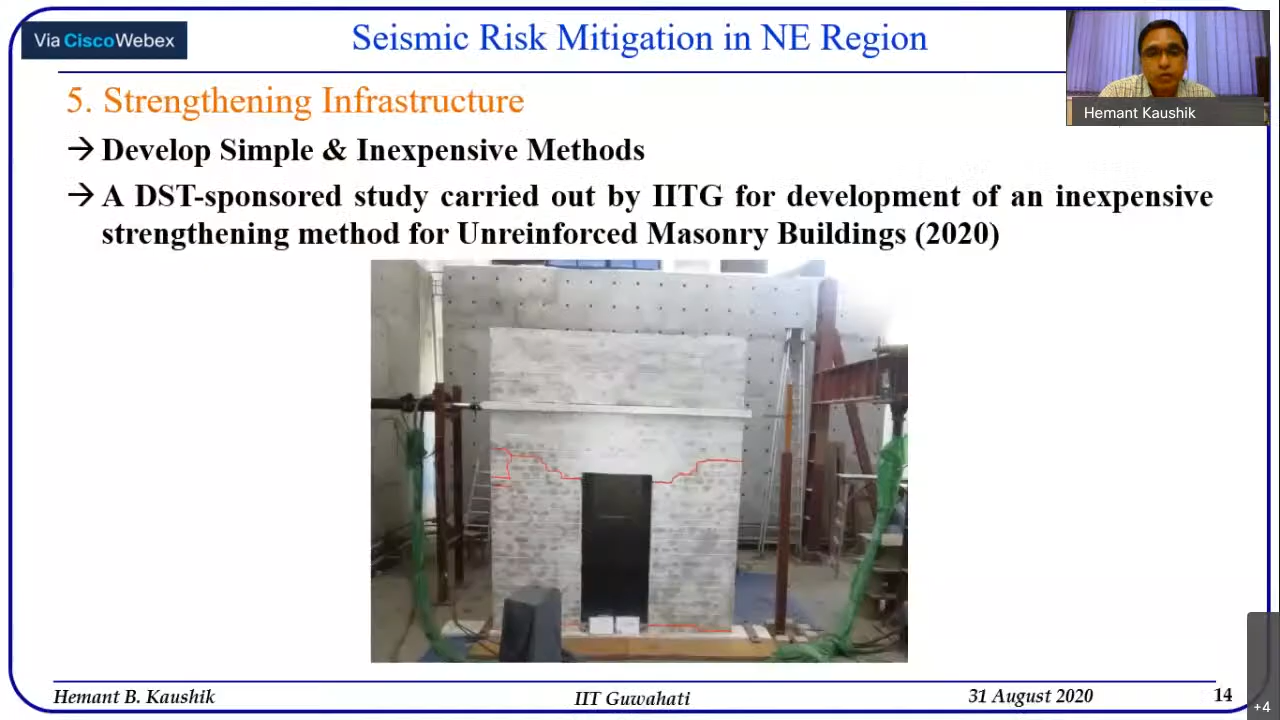 Via CiscoWebex
Seismic Risk Mitigation in NE Region
Hemant Kaushik
5. Strengthening Infrastructure
→ Develop Simple & Inexpensive Methods
→ A DST-sponsored study carried out by IITG for development of an inexpensive
strengthening method for Unreinforced Masonry Buildings (2020)
Hemant B. Kaushik
IIT Guwahati
31 August 2020
14
+4